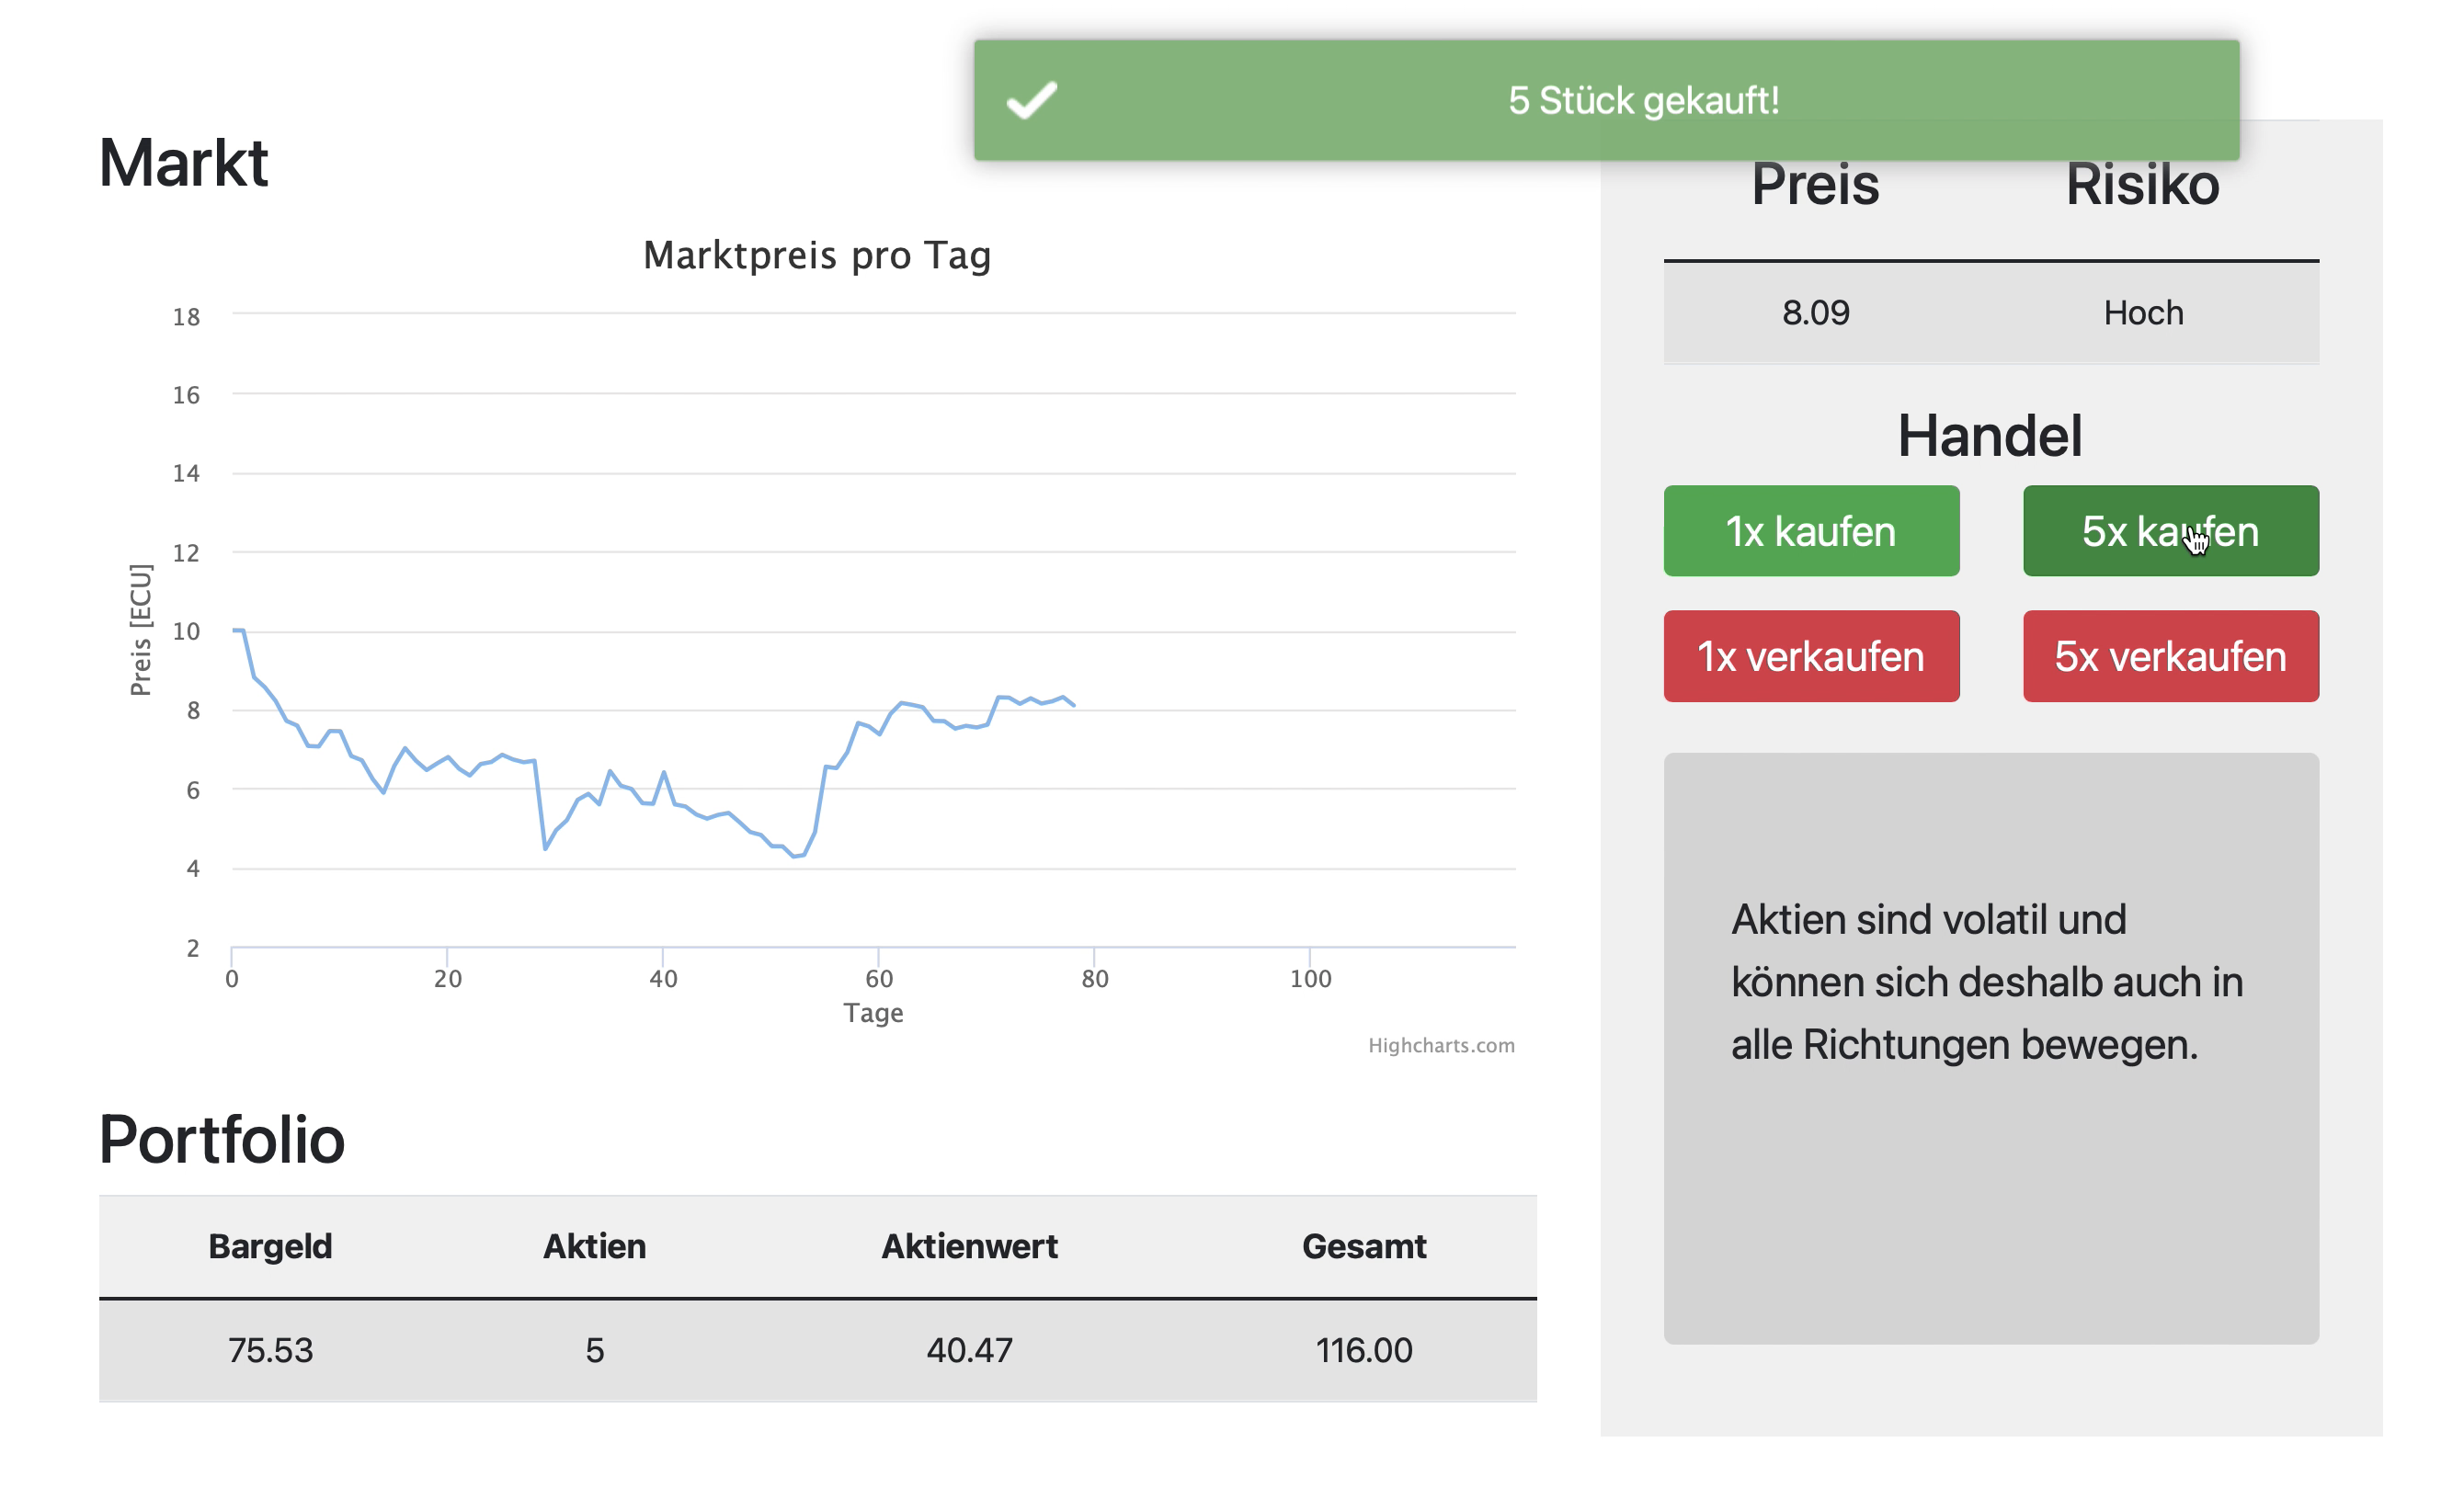 5 Stück gekauft!
Markt
Marktpreis pro Tag
18
16
14
12
10
8
6
4
2
Preis [ECU]
0 20 40 60 80 100
Tage
Highcharts.com
Portfolio
Bargeld Aktien Aktienwert Gesamt
75.53 5 40.47 116.00
Preis Risiko
8.09 Hoch
Handel
1x kaufen 5x kaufen
1x verkaufen 5x verkaufen
Aktien sind volatil und
können sich deshalb auch in
alle Richtungen bewegen.